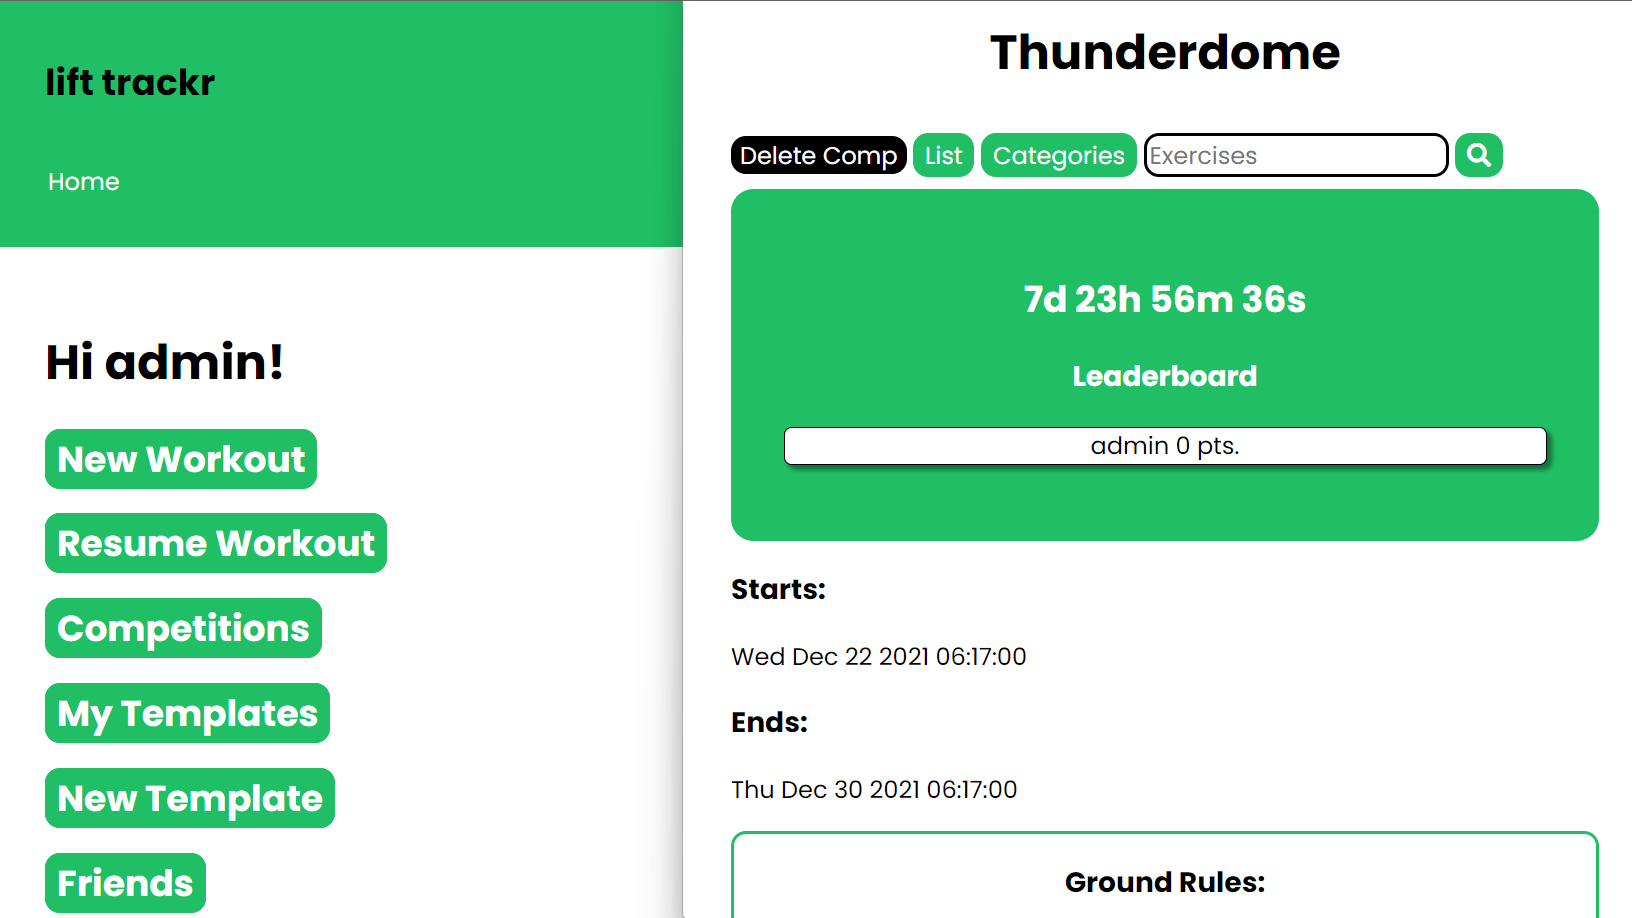 lift trackr
Home
Hi admin!
New Workout
Resume Workout
Competitions
My Templates
New Template
Friends
Thunderdome
Delete Comp List Categories Exercises
7d 23h 56m 36s
Leaderboard
admin 0 pts.
Starts:
Wed Dec 22 2021 06:17:00
Ends:
Thu Dec 30 2021 06:17:00
Ground Rules: